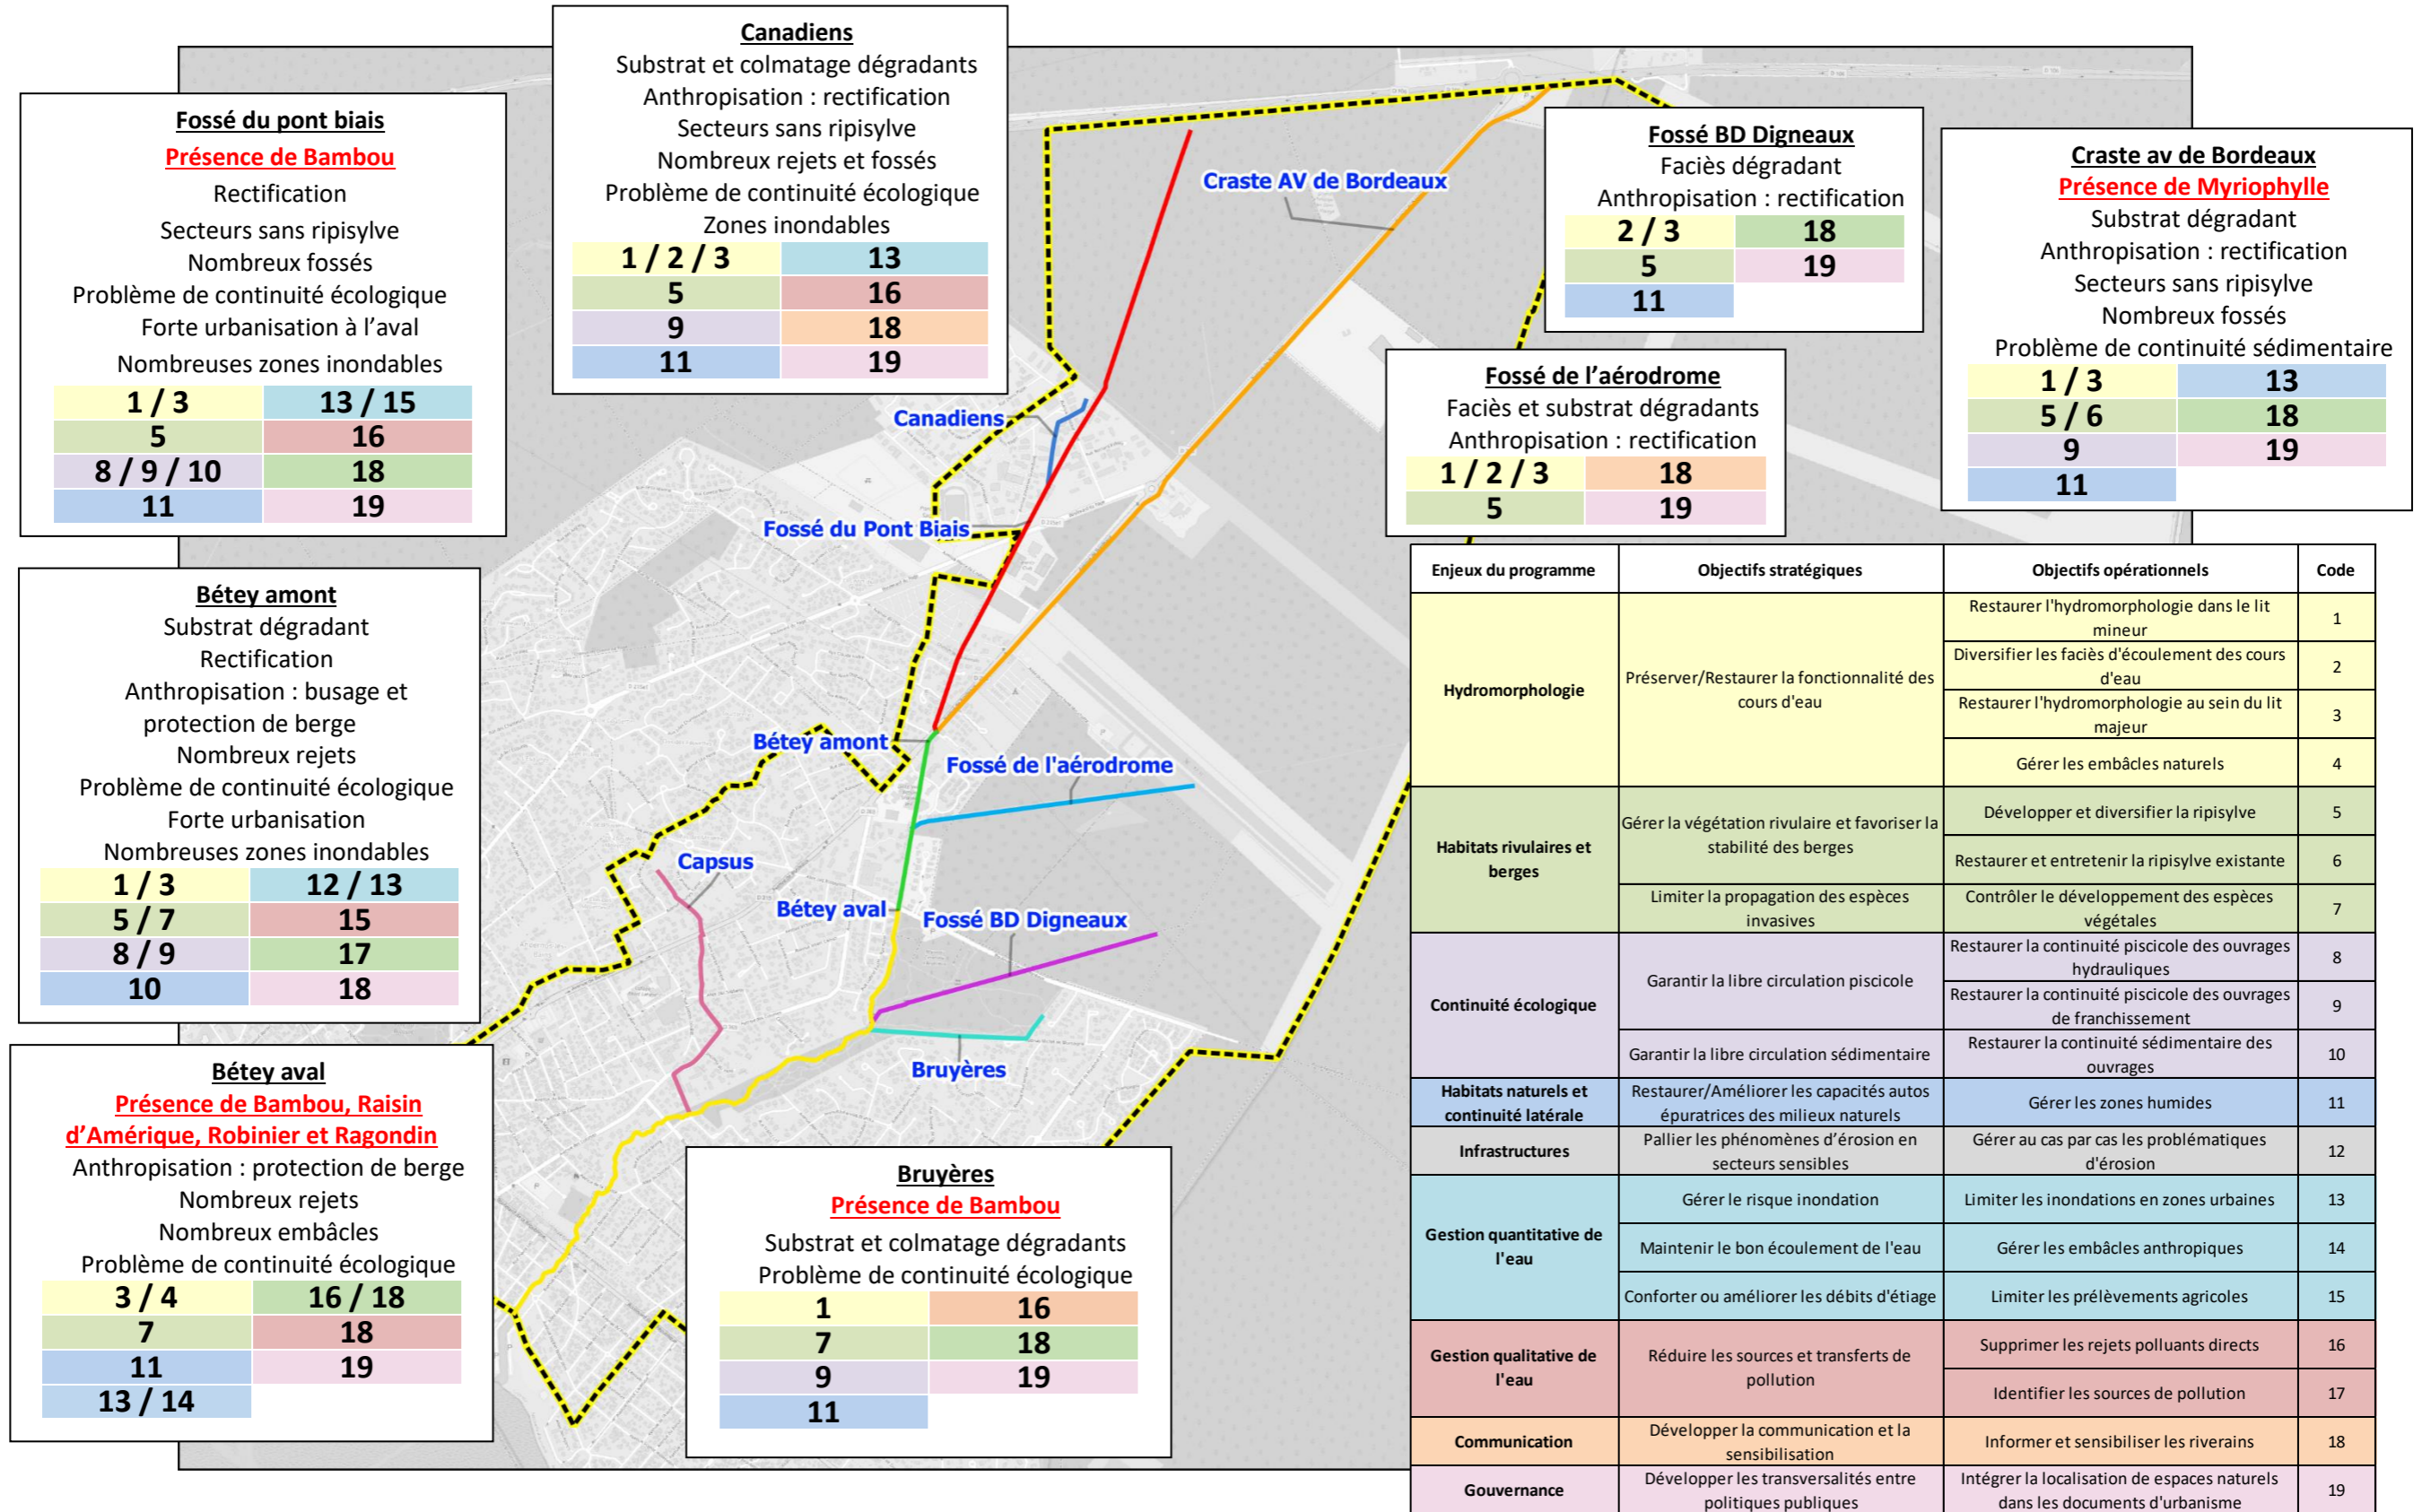 Canadiens
Substrat et colmatage dégradants
Anthropisation : rectification
Secteurs sans ripisylve
Nombreux rejets et fossés
Problème de continuité écologique
Zones inondables
1 / 2 / 3 13
5 16
9 18
11 19
Fossé du pont biais
Présence de Bambou
Rectification
Secteurs sans ripisylve
Nombreux fossés
Problème de continuité écologique
Forte urbanisation à l’aval
Nombreuses zones inondables
1 / 3 13 / 15
5 16
8 / 9 / 10 18
11 19
Fossé BD Digneaux
Faciès dégradant
Anthropisation : rectification
2 / 3 18
5 19
11
Craste av de Bordeaux
Présence de Myriophylle
Substrat dégradant
Anthropisation : rectification
Secteurs sans ripisylve
Nombreux fossés
Problème de continuité sédimentaire
1 / 3 13
5 / 6 18
9 19
11
Fossé de l’aérodrome
Faciès et substrat dégradants
Anthropisation : rectification
1 / 2 / 3 18
5 19
Bétey amont
Substrat dégradant
Rectification
Anthropisation : busage et
protection de berge
Nombreux rejets
Problème de continuité écologique
Forte urbanisation
Nombreuses zones inondables
1 / 3 12 / 13
5 / 7 15
8 / 9 17
10 18
Bétey aval
Présence de Bambou, Raisin
d’Amérique, Robinier et Ragondin
Anthropisation : protection de berge
Nombreux rejets
Nombreux embâcles
Problème de continuité écologique
3 / 4 16 / 18
7 18
11 19
13 / 14
Bruyères
Présence de Bambou
Substrat et colmatage dégradants
Problème de continuité écologique
1 16
7 18
9 19
11
Craste AV de Bordeaux
Canadiens
Fossé du Pont Biais
Bétey amont
Fossé de l'aérodrome
Capsus
Bétey aval
Fossé BD Digneaux
Bruyères
Enjeux du programme Objectifs stratégiques Objectifs opérationnels Code
Hydromorphologie
Préserver/Restaurer la fonctionnalité des
cours d'eau
Restaurer l'hydromorphologie dans le lit
mineur
1
Diversifier les faciès d'écoulement des cours
d'eau
2
Restaurer l'hydromorphologie au sein du lit
majeur
3
Gérer les embâcles naturels 4
Habitats rivulaires et
berges
Gérer la végétation rivulaire et favoriser la
stabilité des berges
Développer et diversifier la ripisylve 5
Restaurer et entretenir la ripisylve existante 6
Limiter la propagation des espèces
invasives
Contrôler le développement des espèces
végétales
7
Continuité écologique
Garantir la libre circulation piscicole
Restaurer la continuité piscicole des ouvrages
hydrauliques
8
Restaurer la continuité piscicole des ouvrages
de franchissement
9
Garantir la libre circulation sédimentaire
Restaurer la continuité sédimentaire des
ouvrages
10
Habitats naturels et
continuité latérale
Restaurer/Améliorer les capacités autos
épuratrices des milieux naturels
Gérer les zones humides 11
Infrastructures
Pallier les phénomènes d’érosion en
secteurs sensibles
Gérer au cas par cas les problématiques
d'érosion
12
Gestion quantitative de
l'eau
Gérer le risque inondation Limiter les inondations en zones urbaines 13
Maintenir le bon écoulement de l'eau Gérer les embâcles anthropiques 14
Conforter ou améliorer les débits d'étiage Limiter les prélèvements agricoles 15
Gestion qualitative de
l'eau
Réduire les sources et transferts de
pollution
Supprimer les rejets polluants directs 16
Identifier les sources de pollution 17
Communication
Développer la communication et la
sensibilisation
Informer et sensibiliser les riverains 18
Gouvernance
Développer les transversalités entre
politiques publiques
Intégrer la localisation de espaces naturels
dans les documents d'urbanisme
19